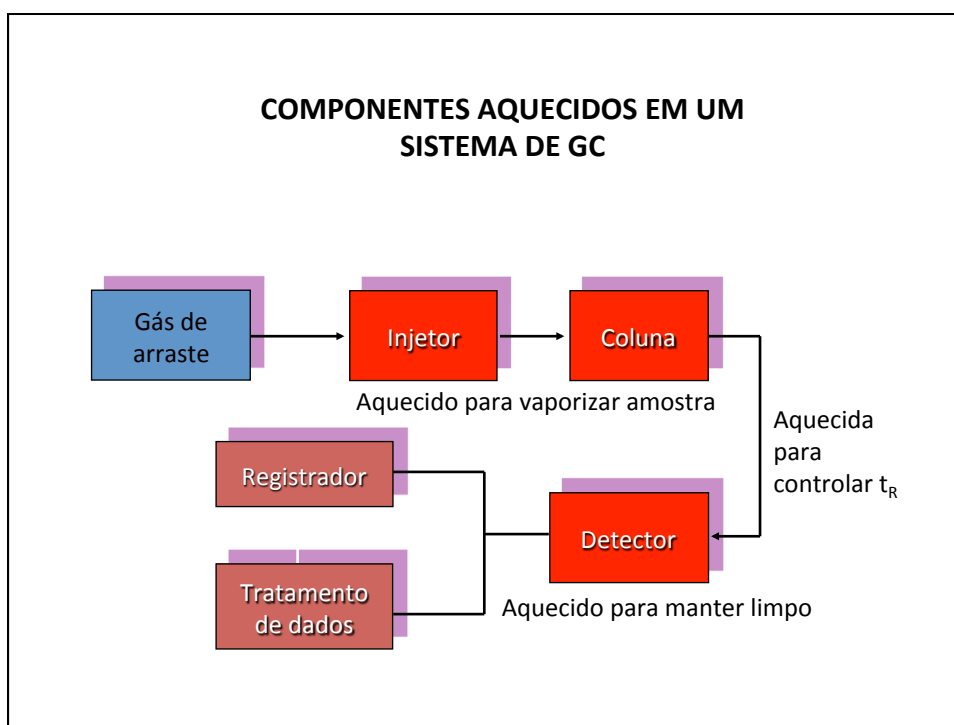 COMPONENTES AQUECIDOS EM UM
SISTEMA DE GC
Gás de
arraste
Injetor
Coluna
Aquecido para vaporizar amostra
Aquecida
para
controlar tR
Registrador
Detector
Tratamento
de dados
Aquecido para manter limpo